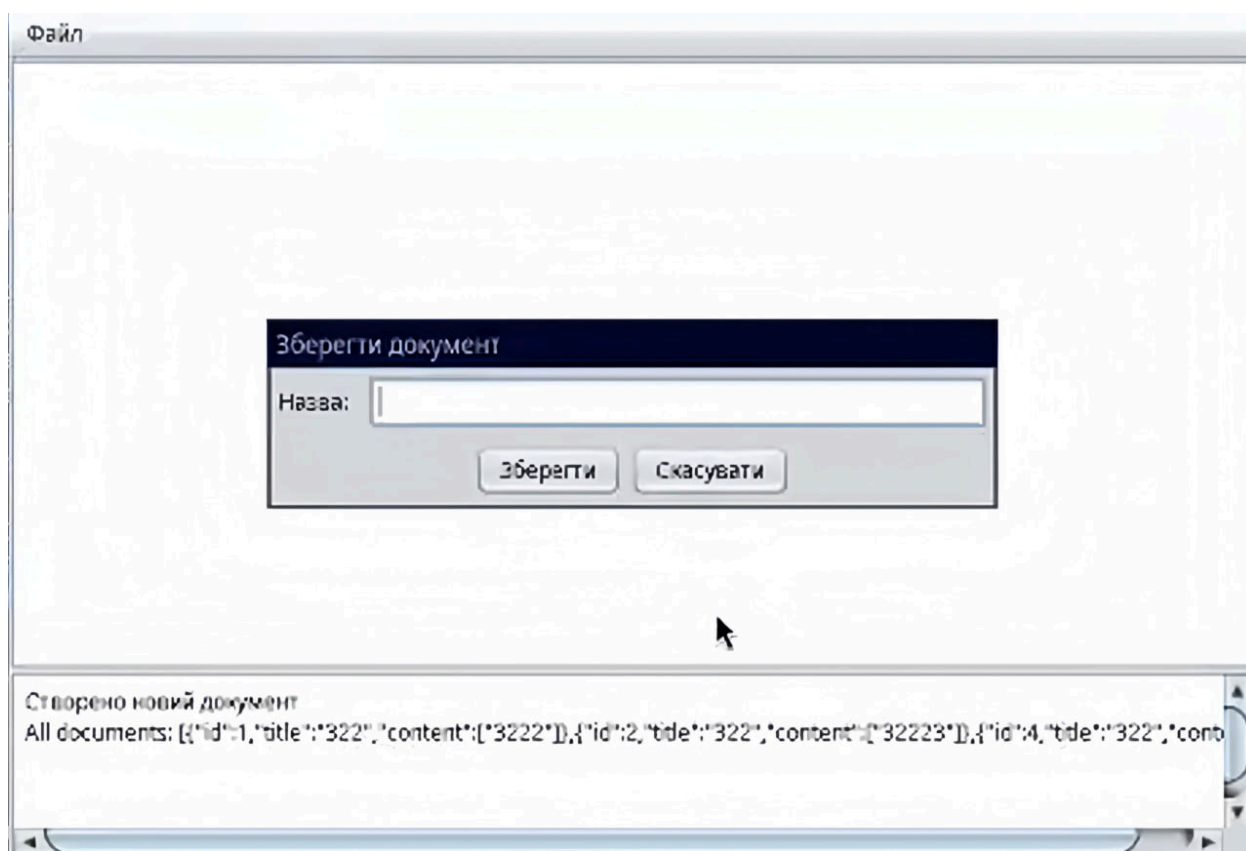 Файл
Зберегти документ
Назва:
Зберегти Скасувати
Створено новий документ
All documents: [{"id":1,"title":"322","content":["3222"]},{"id":2,"title":"322","content":["32223"]},{"id":4,"title":"322","cont